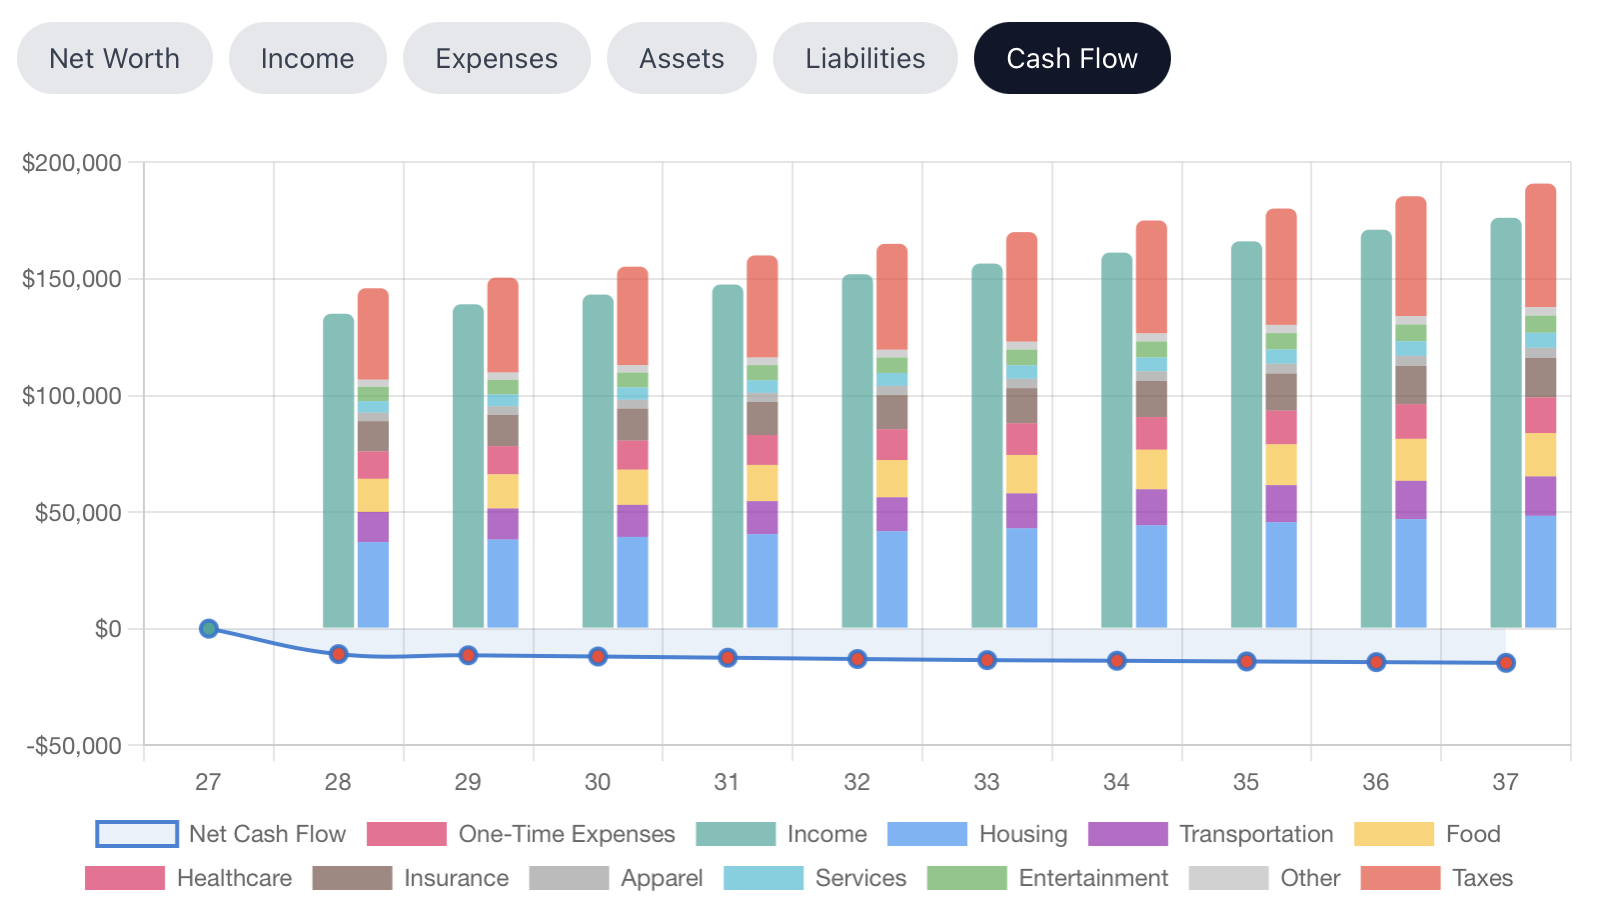 Net Worth Income Expenses Assets Liabilities Cash Flow
$200,000
$150,000
$100,000
$50,000
$0
-$50,000
27 28 29 30 31 32 33 34 35 36 37
Net Cash Flow One-Time Expenses Income Housing Transportation Food
Healthcare Insurance Apparel Services Entertainment Other Taxes